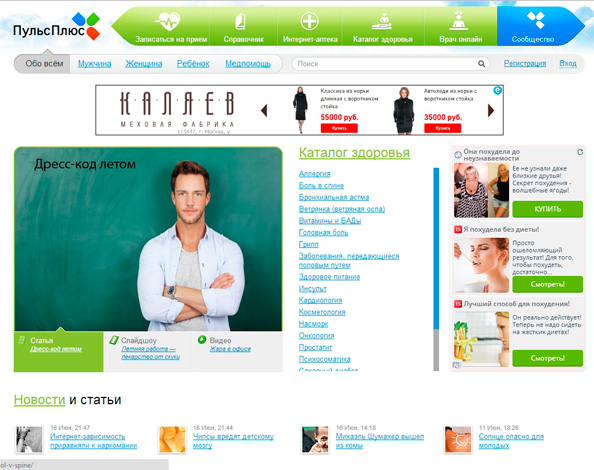 ПульсПлюс
Записаться на прием
Справочник
Интернет-аптека
Каталог здоровья
Врач онлайн
Сообщество
Обо всём
Мужчина
Женщина
Ребёнок
Медпомощь
Поиск
Регистрация
Вход
КАЛЯЕВ
МЕХОВАЯ ФАБРИКА
115447, г. Москва, у.
Классика из норки
длинная с воротником
стойка
55000 руб.
Купить
Автоледи из норки с
воротником стойка
35000 руб.
Купить
Дресс-код летом
Статья
Дресс-код летом
Слайдшоу
Летняя работа —
лекарство от скуки
Видео
Жара в офисе
Каталог здоровья
Аллергия
Боль в спине
Бронхиальная астма
Ветрянка (ветряная оспа)
Витамины и БАДы
Головная боль
Грипп
Заболевания, передающиеся
половым путем
Здоровое питание
Инсульт
Кардиология
Косметология
Насморк
Онкология
Простатит
Психосоматика
Сахарный диабет
Она похудела до
неузнаваемости
Ее не узнали даже
близкие друзья!
Секрет похудения -
волшебные ягоды!
КУПИТЬ
Я похудела без диеты!
Просто
ошеломляющий
результат! Для того,
чтобы похудеть,
достаточно...
Смотреть!
Лучший способ для похудения!
Он реально действует!
Теперь не надо сидеть
на жестких диетах!
Смотреть!
Новости и статьи
16 Июн, 21:47
Интернет-зависимость
приравняли к наркомании
16 Июн, 21:44
Чипсы вредят детскому
мозгу
16 Июн, 14:18
Михаэль Шумахер вышел
из комы
11 Июн, 18:26
Солнце опасно для
молодых
ol-v-spine/